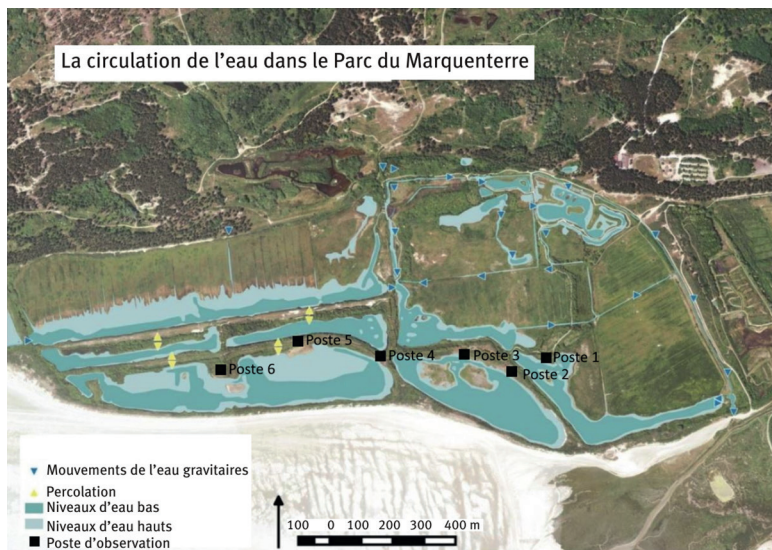 La circulation de l'eau dans le Parc du Marquenterre
Poste 5
Poste 4
Poste 3
Poste 1
Poste 2
Poste 6
Mouvements de l'eau gravitaires
Percolation
Niveaux d'eau bas
Niveaux d'eau hauts
Poste d'observation
100 0 100 200 300 400 m